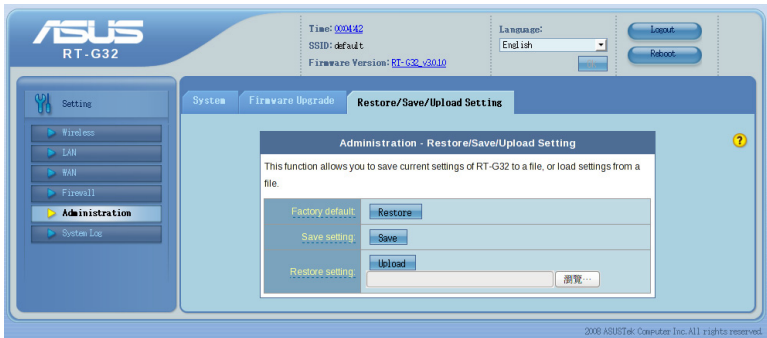 ASUS
RT-G32
Time: 00:04:42
SSID: default
Firmware Version: RT-G32_v3.0.1.0
Language:
English
Logout
Reboot
Setting
Wireless
LAN
WAN
Firewall
Administration
System Log
System
Firmware Upgrade
Restore/Save/Upload Setting
Administration - Restore/Save/Upload Setting
?
This function allows you to save current settings of RT-G32 to a file, or load settings from a
file.
Factory default:
Restore
Save setting:
Save
Restore setting:
Upload
瀏覽…
2008 ASUSTek Computer Inc. All rights reserved.